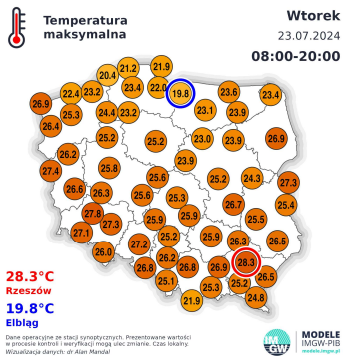 Temperatura
maksymalna
Wtorek
23.07.2024
08:00-20:00
21.9
21.2
20.4
23.4 22.0
22.4 23.2 19.8 23.6 23.4
26.9
25.3 24.4 23.2 23.1 23.9
26.4
25.2 25.2 23.0 23.9 26.9
26.2 23.9
27.4 25.8
25.6 25.2 24.3 27.3
26.6 26.3 25.6 25.3
26.7 25.4
27.8 25.9 25.9 25.5
27.3
27.1 25.2 25.9 26.3 26.5
27.2
26.0 26.2
26.8 26.8 26.9 28.3
25.1 25.2 26.5
25.3
21.9 24.8
28.3°C
Rzeszów
19.8°C
Elbląg
Dane operacyjne ze stacji synoptycznych. Prezentowane wartości
w procesie kontroli i weryfikacji mogą ulec zmianie. Czas lokalny.
Wizualizacja danych: dr Alan Mandal
IMGW
MODELE
IMGW-PIB
meteo.imgw.pl